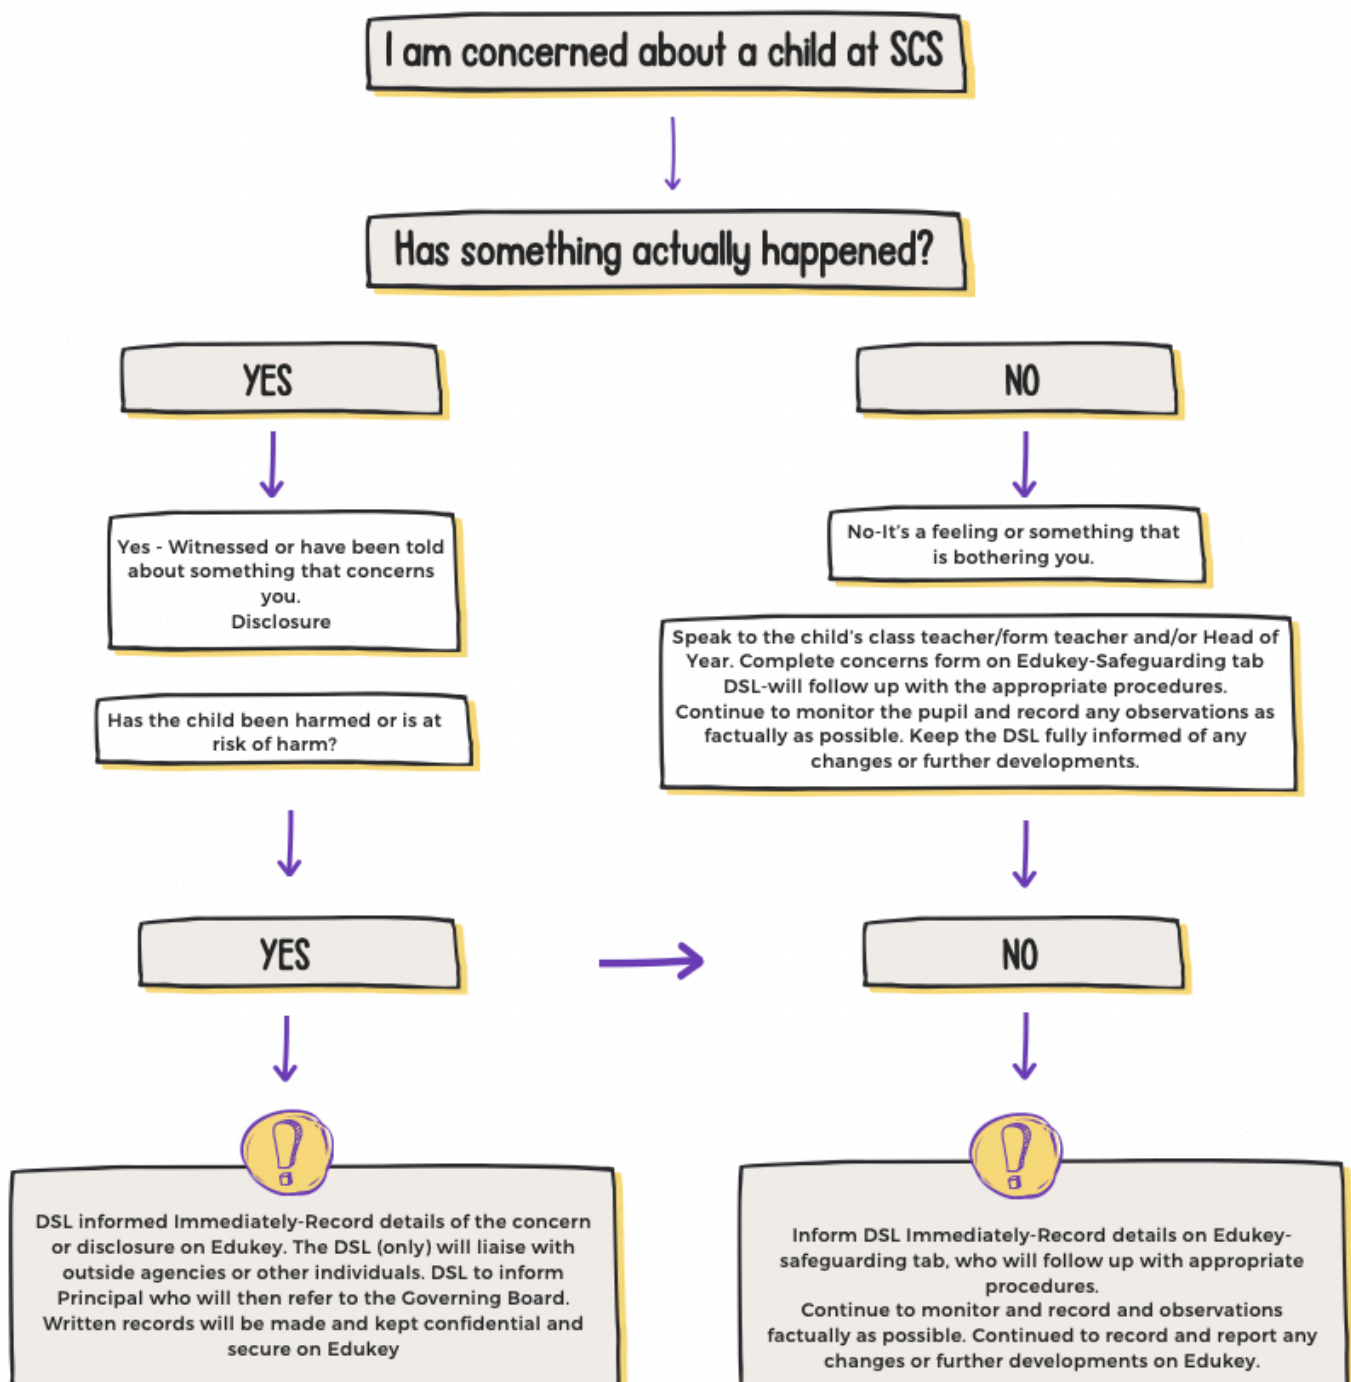 I am concerned about a child at SCS
Has something actually happened?
YES
NO
Yes - Witnessed or have been told
about something that concerns
you.
Disclosure
No-It's a feeling or something that
is bothering you.
Has the child been harmed or is at
risk of harm?
Speak to the child's class teacher/form teacher and/or Head of
Year. Complete concerns form on Edukey-Safeguarding tab
DSL-will follow up with the appropriate procedures.
Continue to monitor the pupil and record any observations as
factually as possible. Keep the DSL fully informed of any
changes or further developments.
YES
NO
DSL informed Immediately-Record details of the concern
or disclosure on Edukey. The DSL (only) will liaise with
outside agencies or other individuals. DSL to inform
Principal who will then refer to the Governing Board.
Written records will be made and kept confidential and
secure on Edukey
Inform DSL Immediately-Record details on Edukey-
safeguarding tab, who will follow up with appropriate
procedures.
Continue to monitor and record and observations
factually as possible. Continued to record and report any
changes or further developments on Edukey.